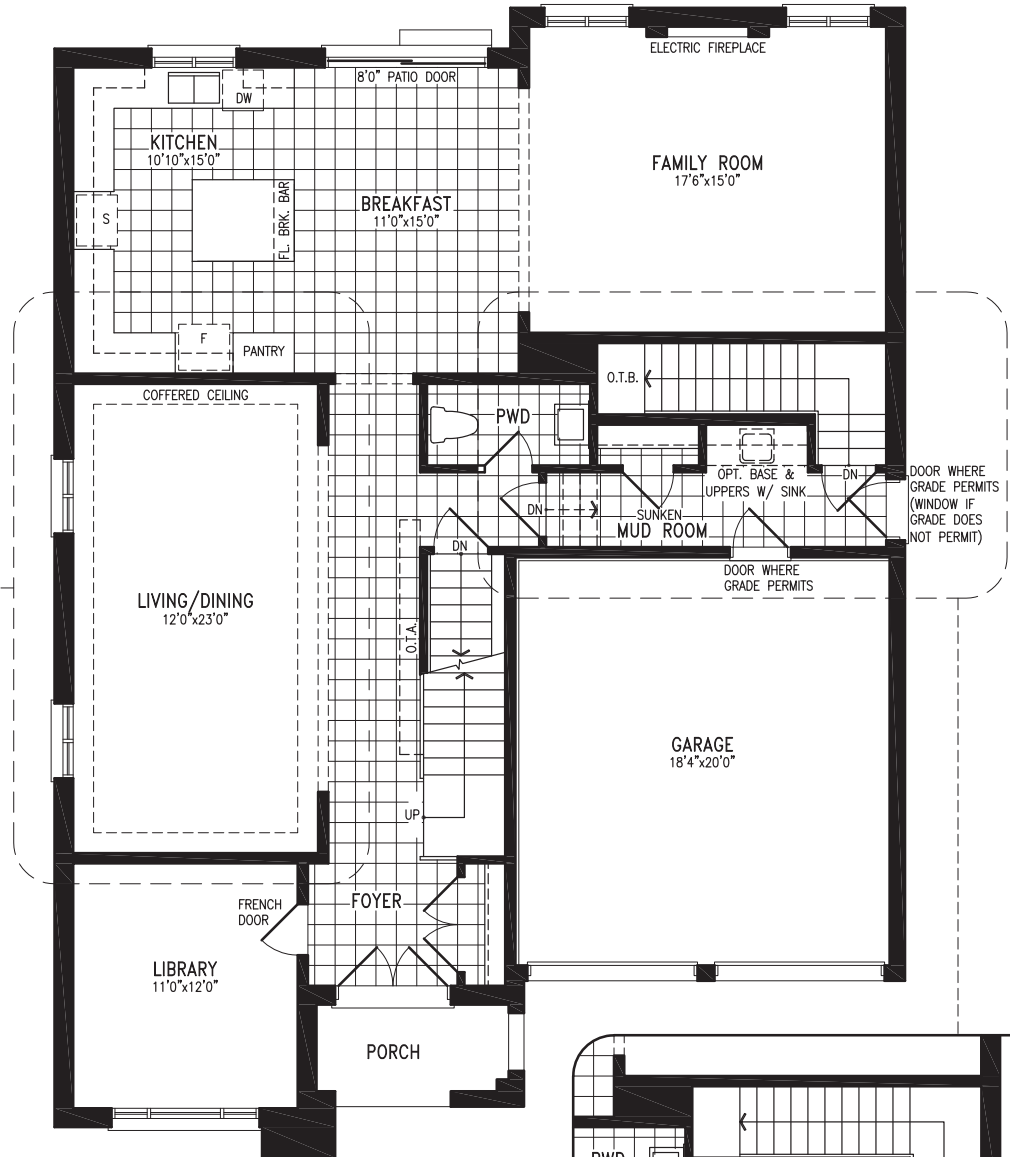 ELECTRIC FIREPLACE
8'0" PATIO DOOR
DW
KITCHEN
10'10"x15'0"
FAMILY ROOM
17'6"x15'0"
BREAKFAST
11'0"x15'0"
S
FL. BRK. BAR
F
PANTRY
O.T.B.
COFFERED CEILING
PWD
OPT. BASE &
UPPERS W/ SINK
DN
DOOR WHERE
GRADE PERMITS
(WINDOW IF
GRADE DOES
NOT PERMIT)
DN
SUNKEN
MUD ROOM
DN
DOOR WHERE
GRADE PERMITS
LIVING/DINING
12'0"x23'0"
O.T.A.
GARAGE
18'4"x20'0"
UP
FRENCH
DOOR
FOYER
LIBRARY
11'0"x12'0"
PORCH
PWD